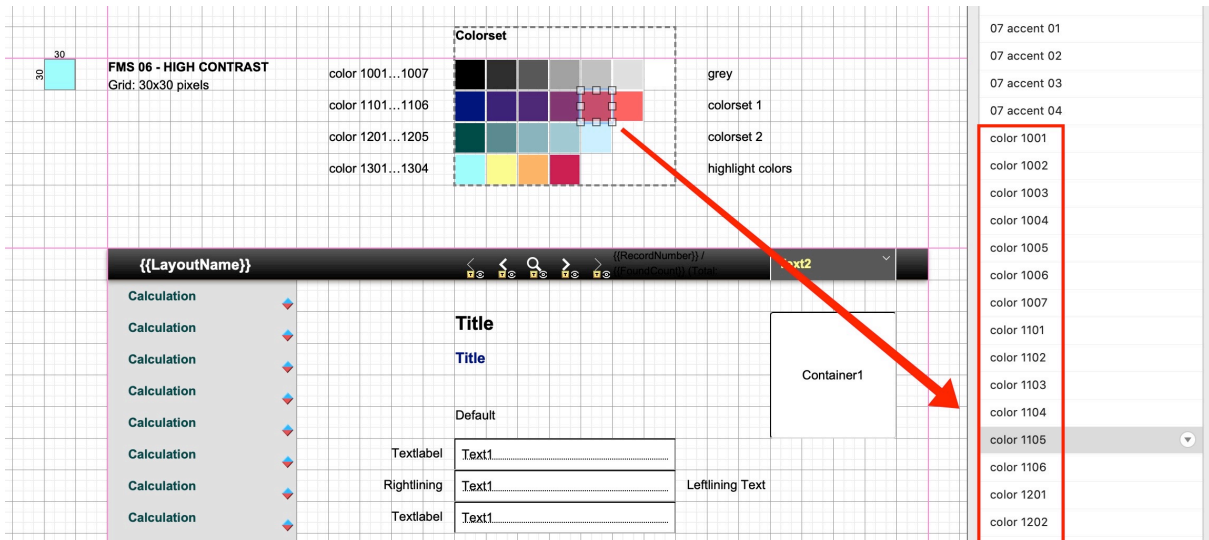 Colorset
30
30
FMS 06 - HIGH CONTRAST
Grid: 30x30 pixels
color 1001...1007
grey
color 1101...1106
colorset 1
color 1201...1205
colorset 2
color 1301...1304
highlight colors
{{LayoutName}}
{{RecordNumber}} /
{{FoundCount}} (Total:
Text2
Calculation
Calculation
Calculation
Calculation
Calculation
Calculation
Calculation
Calculation
Title
Title
Container1
Default
Textlabel
Text1
Rightlining
Text1
Leftlining Text
Textlabel
Text1
07 accent 01
07 accent 02
07 accent 03
07 accent 04
color 1001
color 1002
color 1003
color 1004
color 1005
color 1006
color 1007
color 1101
color 1102
color 1103
color 1104
color 1105
color 1106
color 1201
color 1202